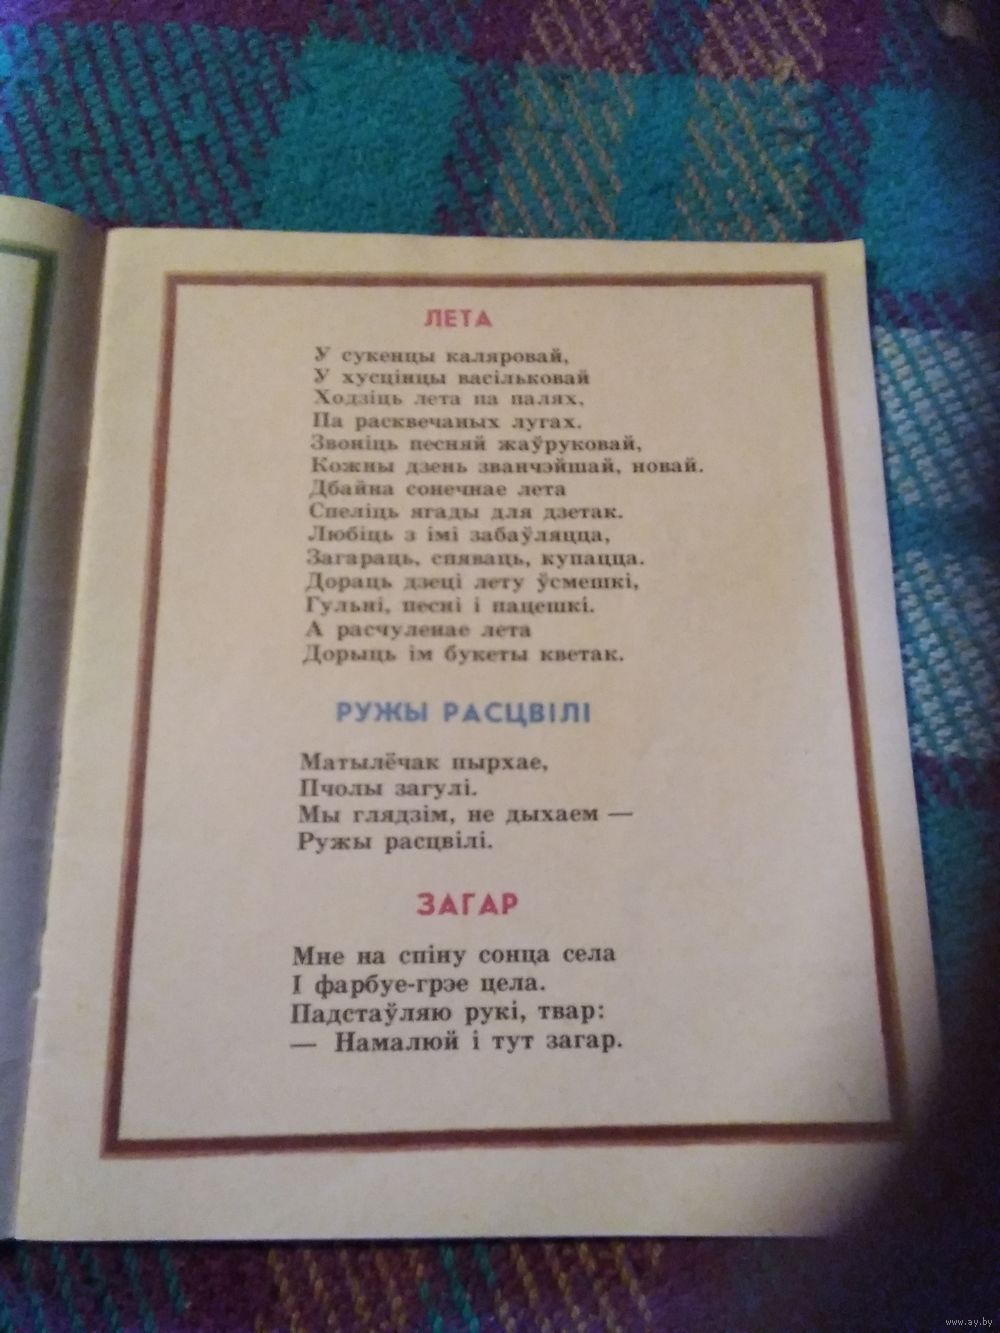 ЛЕТА
У сукенцы каляровай,
У хусцінцы васільковай
Ходзіць лета па палях,
Па расквечаных лугах.
Звоніць песняй жаўруковай,
Кожны дзень званчэйшай, новай.
Дбайна сонечнае лета
Спеліць ягады для дзетак.
Любіць з імі забаўляцца,
Загараць, спяваць, купацца.
Дораць дзеці лету ўсмешкі,
Гульні, песні і пацешкі.
А расчуленае лета
Дорыць ім букеты кветак.
РУЖЫ РАСЦВІЛІ
Матылёчак пырхае,
Пчолы загулі.
Мы глядзім, не дыхаем —
Ружы расцвілі.
ЗАГАР
Мне на спіну сонца села
І фарбуе-грэе цела.
Падстаўляю рукі, твар:
— Намалюй і тут загар.
www.ay.by